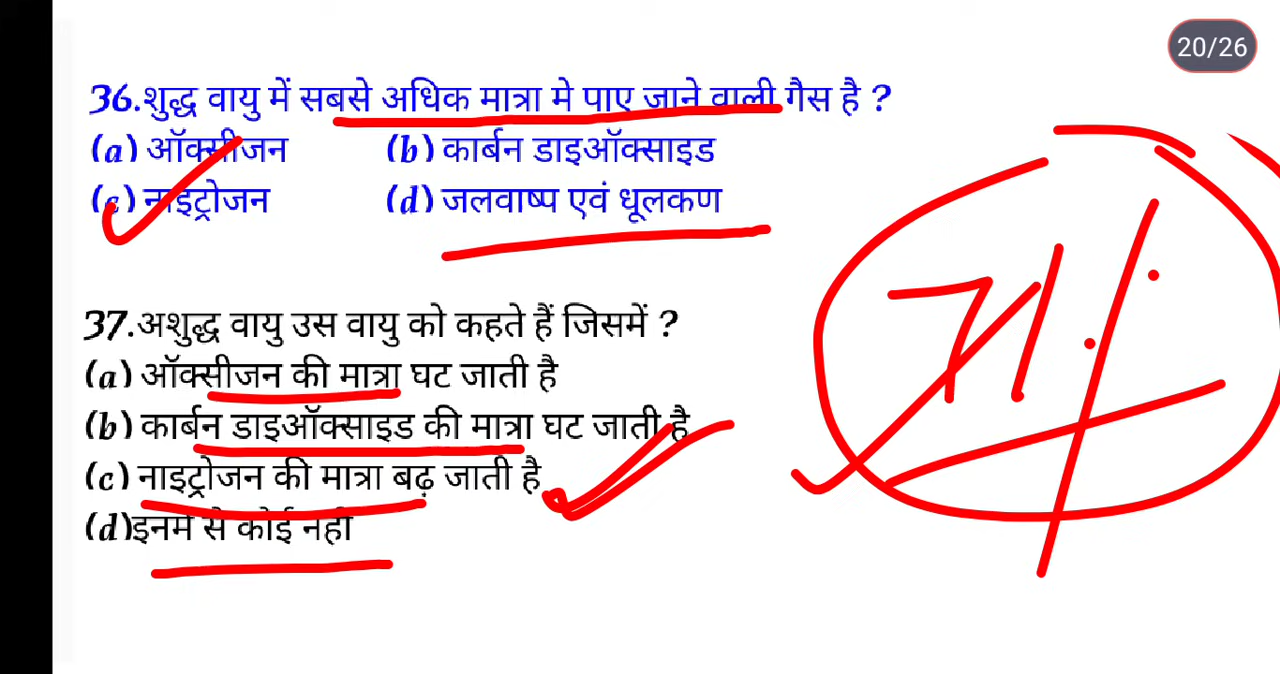 20/26
36.शुद्ध वायु में सबसे अधिक मात्रा मे पाए जाने वाली गैस है ?
(a) ऑक्सीजन (b) कार्बन डाइऑक्साइड
(c) नाइट्रोजन (d) जलवाष्प एवं धूलकण
37.अशुद्ध वायु उस वायु को कहते हैं जिसमें ?
(a) ऑक्सीजन की मात्रा घट जाती है
(b) कार्बन डाइऑक्साइड की मात्रा घट जाती है
(c) नाइट्रोजन की मात्रा बढ़ जाती है
(d)इनमें से कोई नहीं